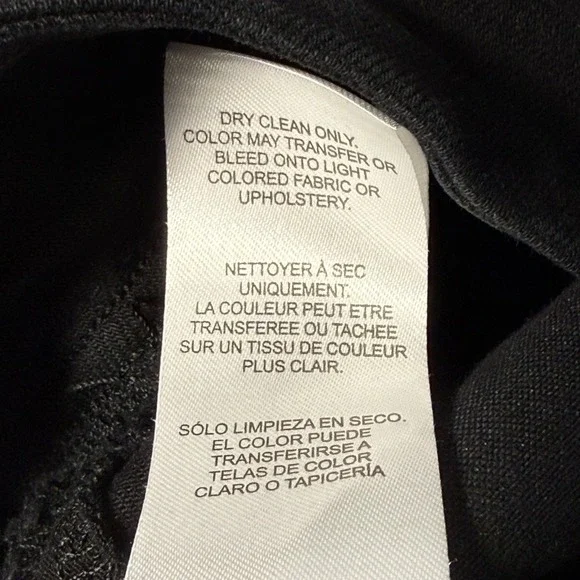 DRY CLEAN ONLY.
COLOR MAY TRANSFER OR
BLEED ONTO LIGHT
COLORED FABRIC OR
UPHOLSTERY.
NETTOYER À SEC
UNIQUEMENT.
LA COULEUR PEUT ETRE
TRANSFEREE OU TACHEE
SUR UN TISSU DE COULEUR
PLUS CLAIR.
SÓLO LIMPIEZA EN SECO.
EL COLOR PUEDE
TRANSFERIRSE A
TELAS DE COLOR
CLARO O TAPICERÍA